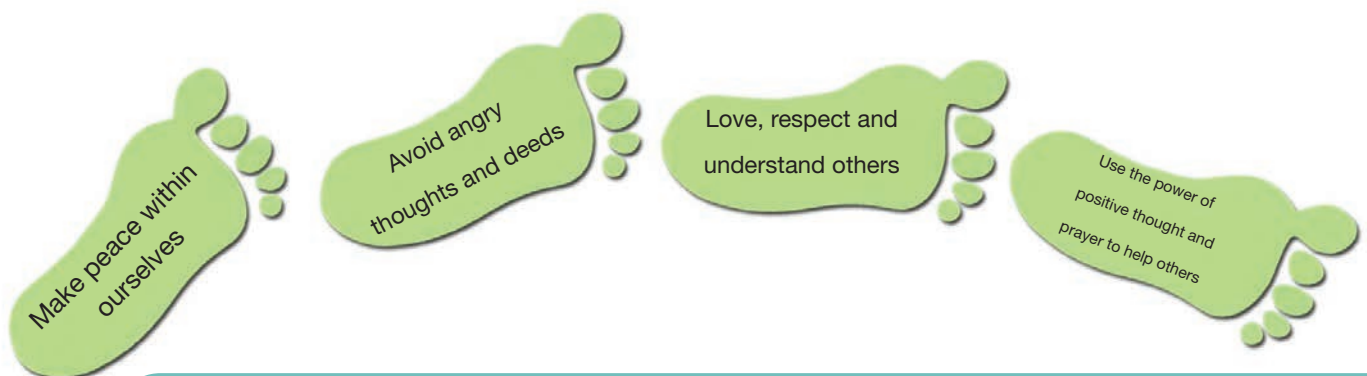 Make peace within
ourselves
Avoid angry
thoughts and deeds
Love, respect and
understand others
Use the power of
positive thought and
prayer to help others